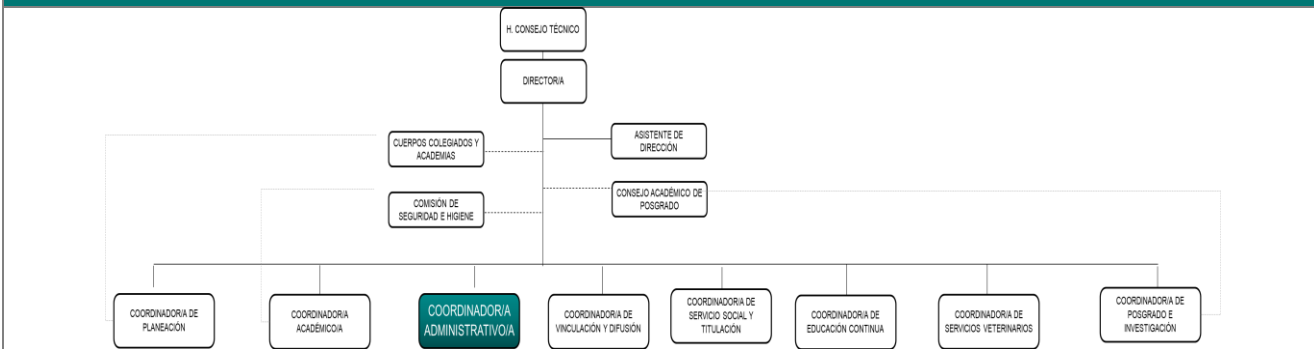 H. CONSEJO TÉCNICO
DIRECTOR/A
CUERPOS COLEGIADOS Y
ACADEMIAS
ASISTENTE DE
DIRECCIÓN
COMISIÓN DE
SEGURIDAD E HIGIENE
CONSEJO ACADÉMICO DE
POSGRADO
COORDINADOR/A DE
PLANEACIÓN
COORDINADOR/A
ACADÉMICO/A
COORDINADOR/A
ADMINISTRATIVO/A
COORDINADOR/A DE
VINCULACIÓN Y DIFUSIÓN
COORDINADOR/A DE
SERVICIO SOCIAL Y
TITULACIÓN
COORDINADOR/A DE
EDUCACIÓN CONTINUA
COORDINADOR/A DE
SERVICIOS VETERINARIOS
COORDINADOR/A DE
POSGRADO E
INVESTIGACIÓN